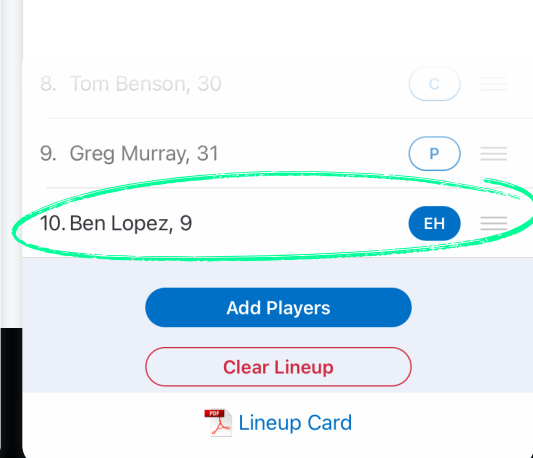 8. Tom Benson, 30 C
9. Greg Murray, 31 P
10. Ben Lopez, 9 EH
Add Players
Clear Lineup
PDF Lineup Card